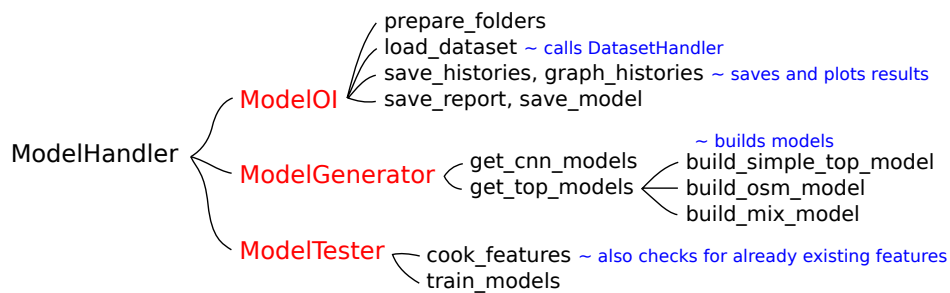 prepare_folders
load_dataset ~ calls DatasetHandler
save_histories, graph_histories ~ saves and plots results
ModelOI
save_report, save_model
ModelHandler
~ builds models
get_cnn_models
build_simple_top_model
ModelGenerator
get_top_models
build_osm_model
build_mix_model
ModelTester
cook_features ~ also checks for already existing features
train_models